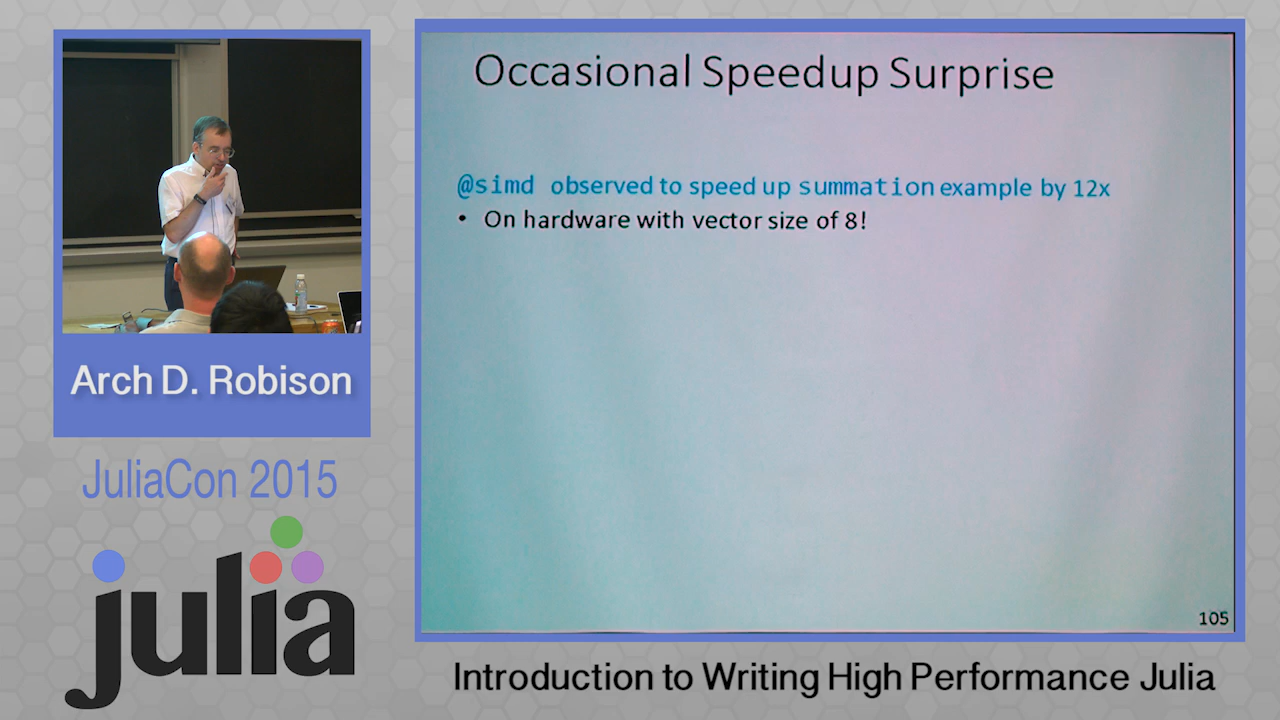 Occasional Speedup Surprise
@simd observed to speed up summation example by 12x
• On hardware with vector size of 8!
105
Arch D. Robison
JuliaCon 2015
julia
Introduction to Writing High Performance Julia